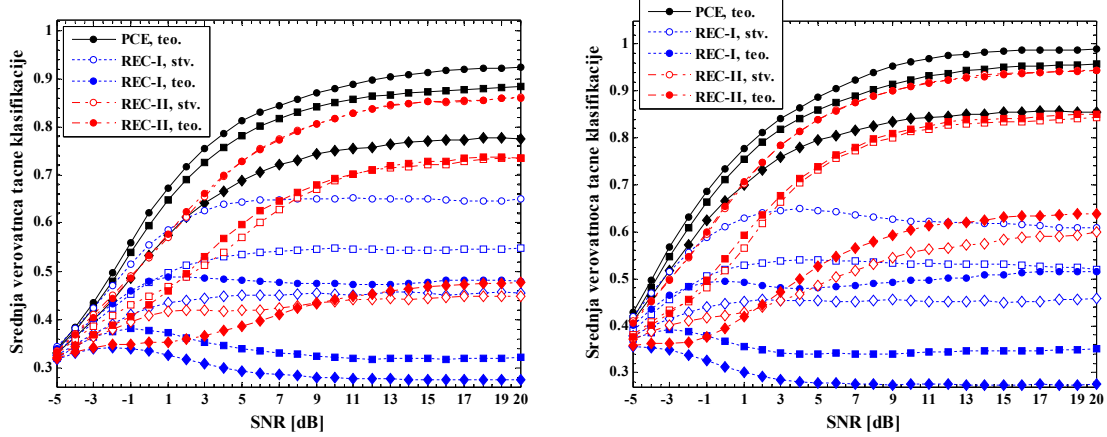 Srednja verovatnoca tacne klasifikacije
1
0.9
0.8
0.7
0.6
0.5
0.4
0.3
-5 -3 -1 1 3 5 7 9 11 13 15 17 19 20
SNR [dB]
PCE, teo.
REC-I, stv.
REC-I, teo.
REC-II, stv.
REC-II, teo.
Srednja verovatnoca tacne klasifikacije
1
0.9
0.8
0.7
0.6
0.5
0.4
0.3
-5 -3 -1 1 3 5 7 9 11 13 15 17 19 20
SNR [dB]
PCE, teo.
REC-I, stv.
REC-I, teo.
REC-II, stv.
REC-II, teo.